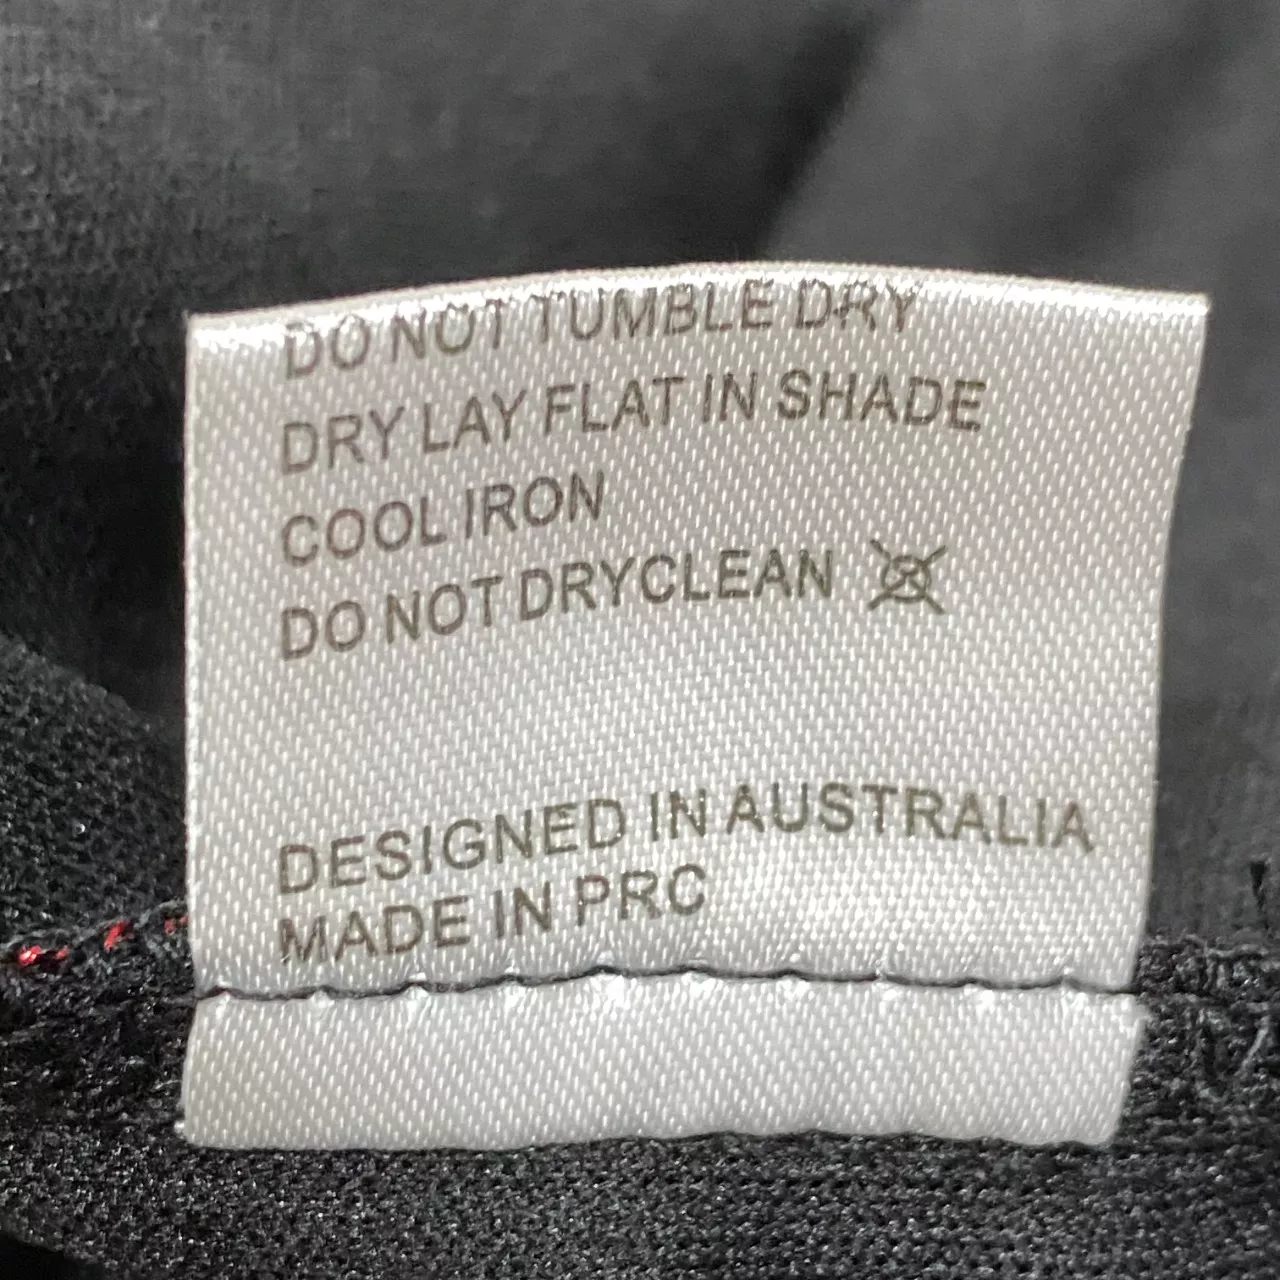 DO NOT TUMBLE DRY
DRY LAY FLAT IN SHADE
COOL IRON
DO NOT DRYCLEAN
DESIGNED IN AUSTRALIA
MADE IN PRC